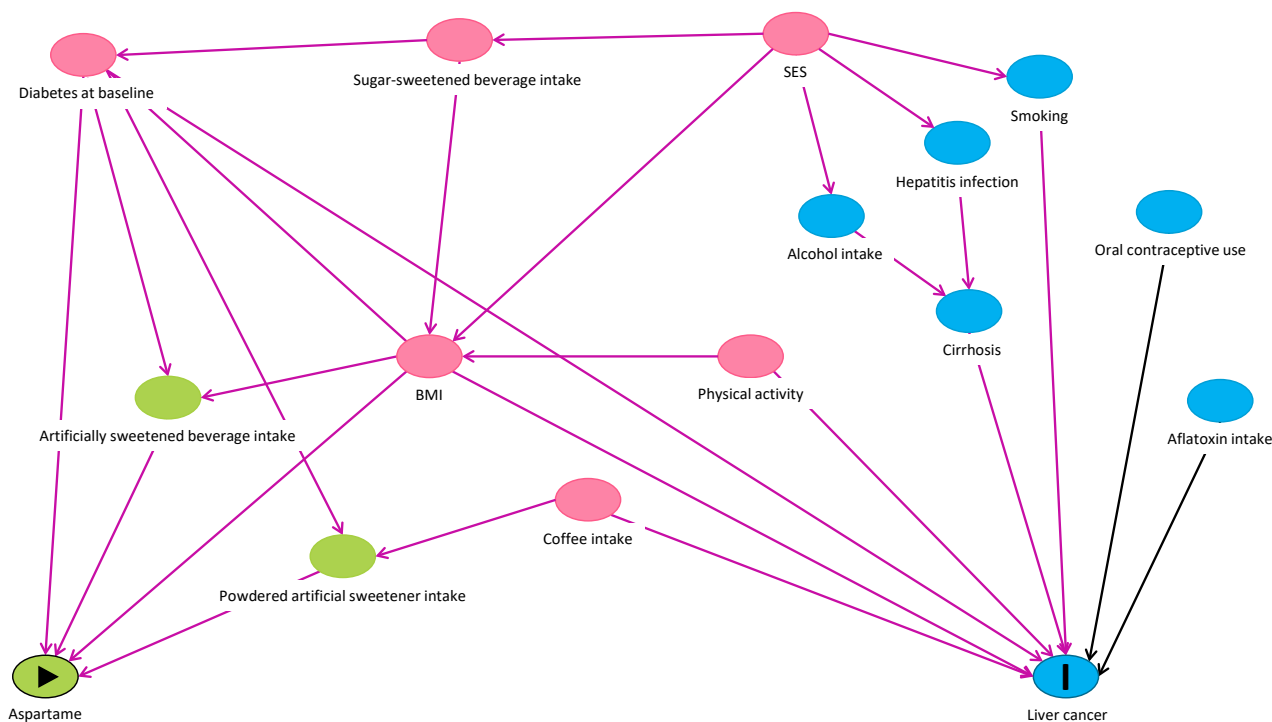 SES
Sugar-sweetened beverage intake
Diabetes at baseline
Smoking
Hepatitis infection
Alcohol intake
Oral contraceptive use
Cirrhosis
BMI
Physical activity
Artificially sweetened beverage intake
Aflatoxin intake
Coffee intake
Powdered artificial sweetener intake
Aspartame
Liver cancer